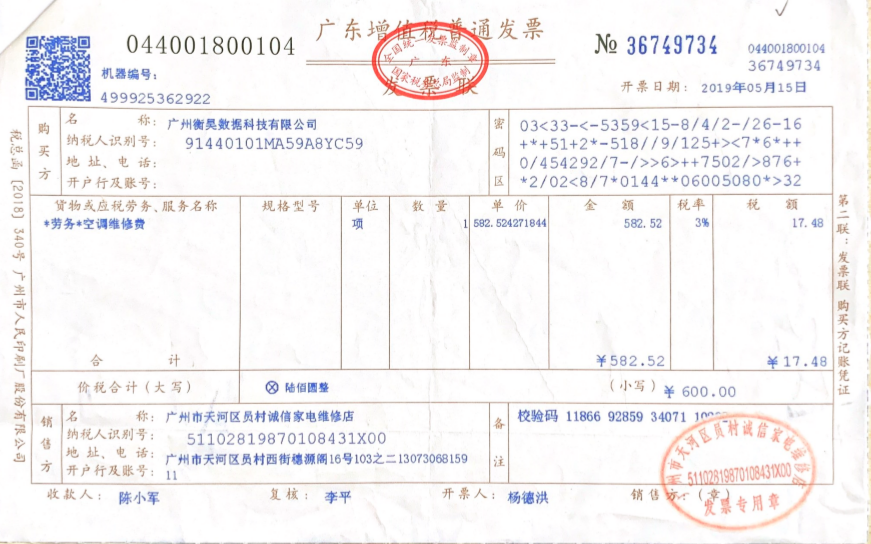 044001800104
广东增值税普通发票
发票联
全国统一发票监制章
广东
国家税务总局监制
№ 36749734
044001800104
36749734
机器编号：
499925362922
开票日期： 2019年05月15日
税总函〔2018〕340号 广州市人民印刷厂股份有限公司
购买方
名 称： 广州衡昊数据科技有限公司
纳税人识别号： 91440101MA59A8YC59
地址、电话：
开户行及账号：
密码区
03<33-<-5359<15-8/4/2-/26-16
+*+51+2*-518//9/125+><7*6*++
0/454292/7-/>>6>++7502/>876+
*2/02<8/7*0144**06005080*>32
货物或应税劳务、服务名称 规格型号 单位 数量 单价 金额 税率 税额
*劳务*空调维修费 项 1 582.524271844 582.52 3% 17.48
合 计 ￥582.52 ￥17.48
价税合计（大写） ⊗ 陆佰圆整 （小写） ￥ 600.00
第二联：发票联 购买方记账凭证
销售方
名 称： 广州市天河区员村诚信家电维修店
纳税人识别号： 51102819870108431X00
地址、电话： 广州市天河区员村西街穗源阁16号103之二13073068159
开户行及账号： 11
备注
校验码 11866 92859 34071
收款人： 陈小军 复核： 李平 开票人： 杨德洪 销售方：（章）
广州市天河区员村诚信家电维修店
51102819870108431X00
发票专用章